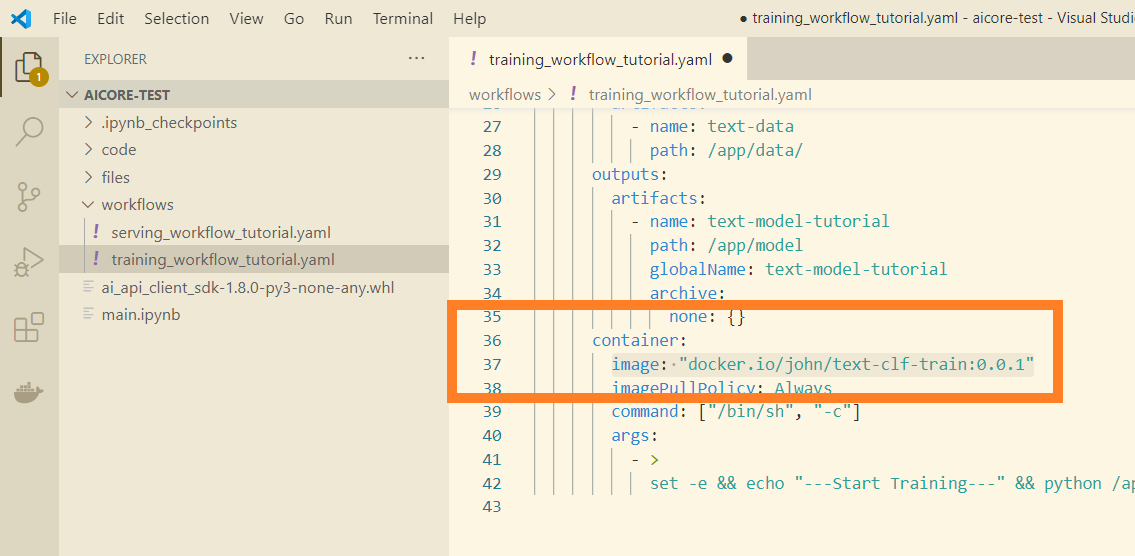 File Edit Selection View Go Run Terminal Help ● training_workflow_tutorial.yaml - aicore-test - Visual Studio
EXPLORER ···
1
AICORE-TEST
.ipynb_checkpoints
code
files
workflows
! serving_workflow_tutorial.yaml
! training_workflow_tutorial.yaml
ai_api_client_sdk-1.8.0-py3-none-any.whl
main.ipynb
! training_workflow_tutorial.yaml ●
workflows > ! training_workflow_tutorial.yaml
27 - name: text-data
28 path: /app/data/
29 outputs:
30 artifacts:
31 - name: text-model-tutorial
32 path: /app/model
33 globalName: text-model-tutorial
34 archive:
35 none: {}
36 container:
37 image: "docker.io/john/text-clf-train:0.0.1"
38 imagePullPolicy: Always
39 command: ["/bin/sh", "-c"]
40 args:
41 - >
42 set -e && echo "---Start Training---" && python /ap
43